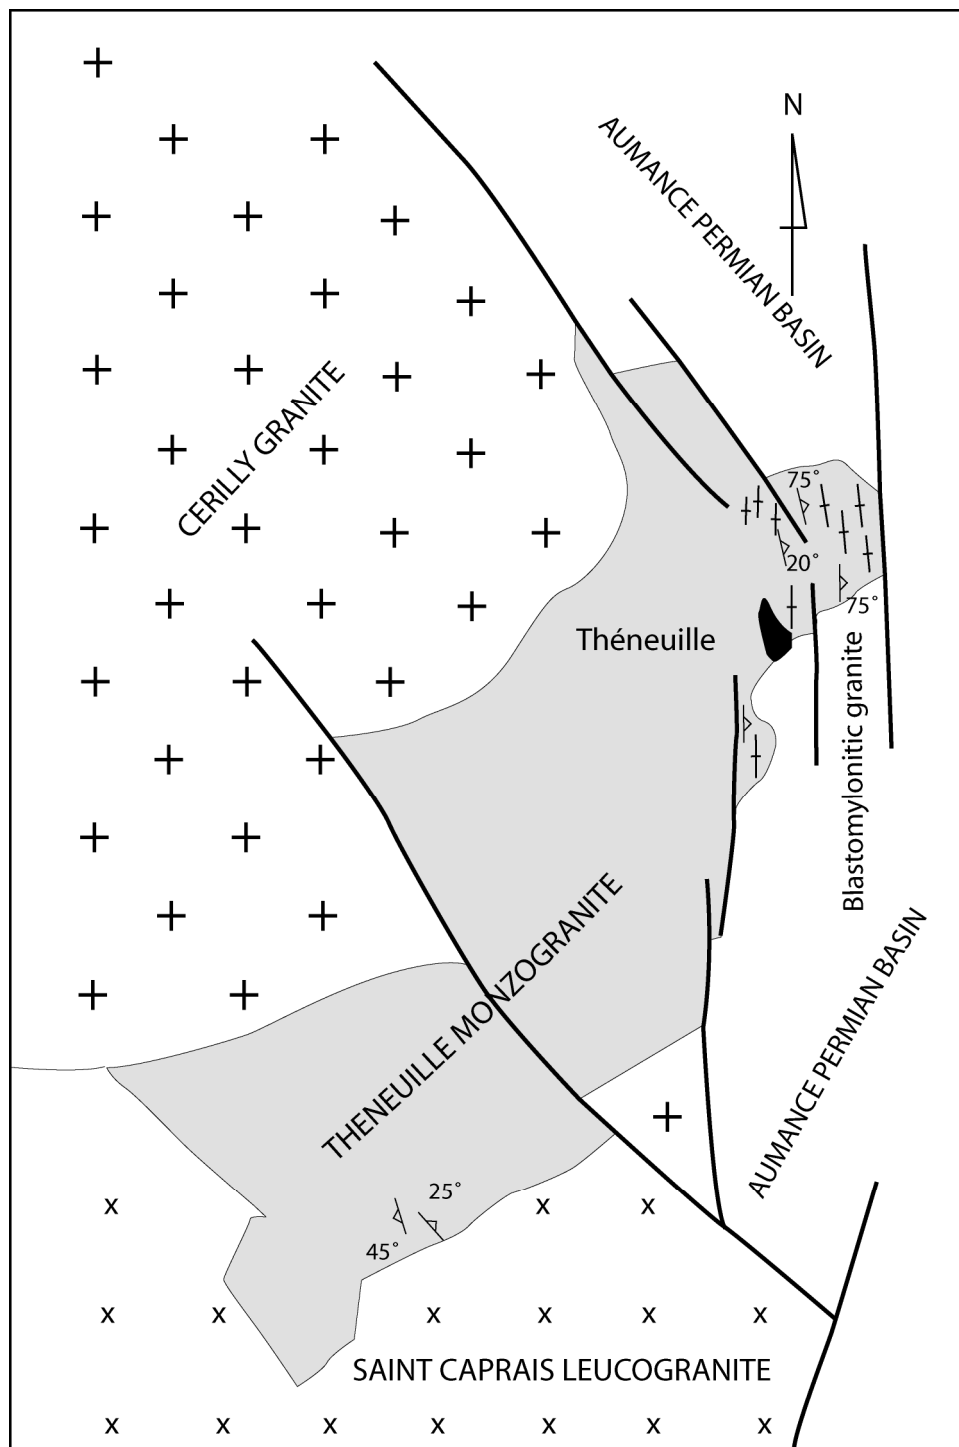 N
AUMANCE PERMIAN BASIN
CERILLY GRANITE
75°
20°
75°
Théneuille
Blastomylonitic granite
THENEUILLE MONZOGRANITE
AUMANCE PERMIAN BASIN
25°
45°
SAINT CAPRAIS LEUCOGRANITE